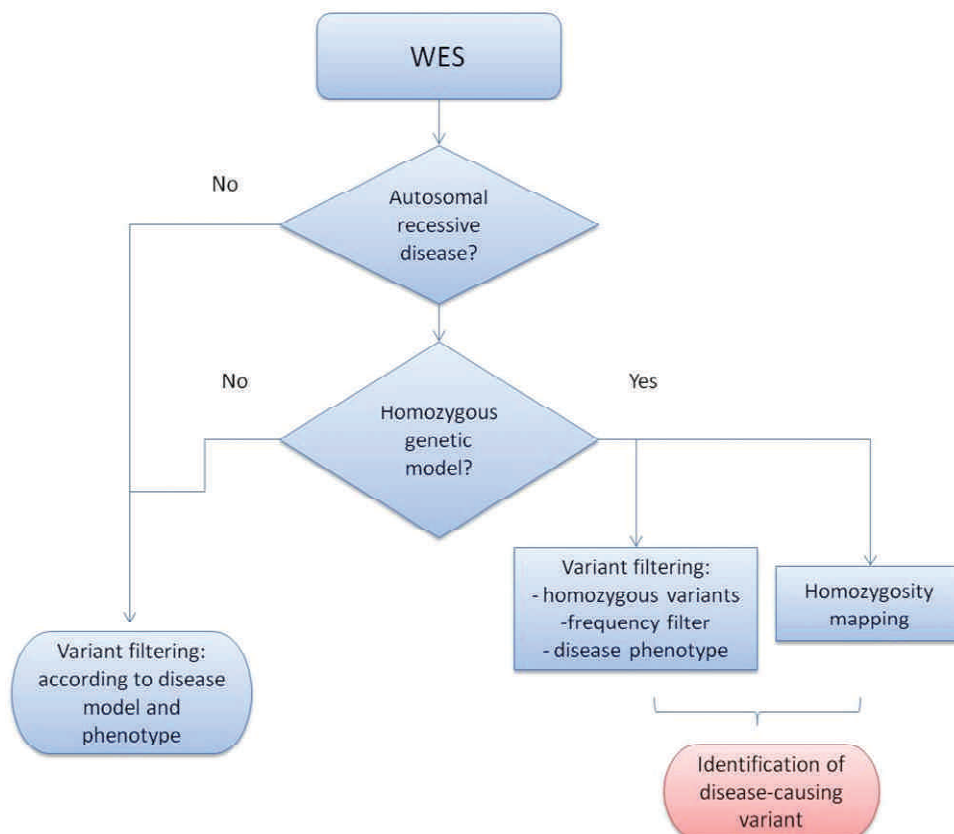 WES
No
Autosomal
recessive
disease?
No
Yes
Homozygous
genetic
model?
Variant filtering:
- homozygous variants
-frequency filter
- disease phenotype
Homozygosity
mapping
Variant filtering:
according to disease
model and
phenotype
Identification of
disease-causing
variant